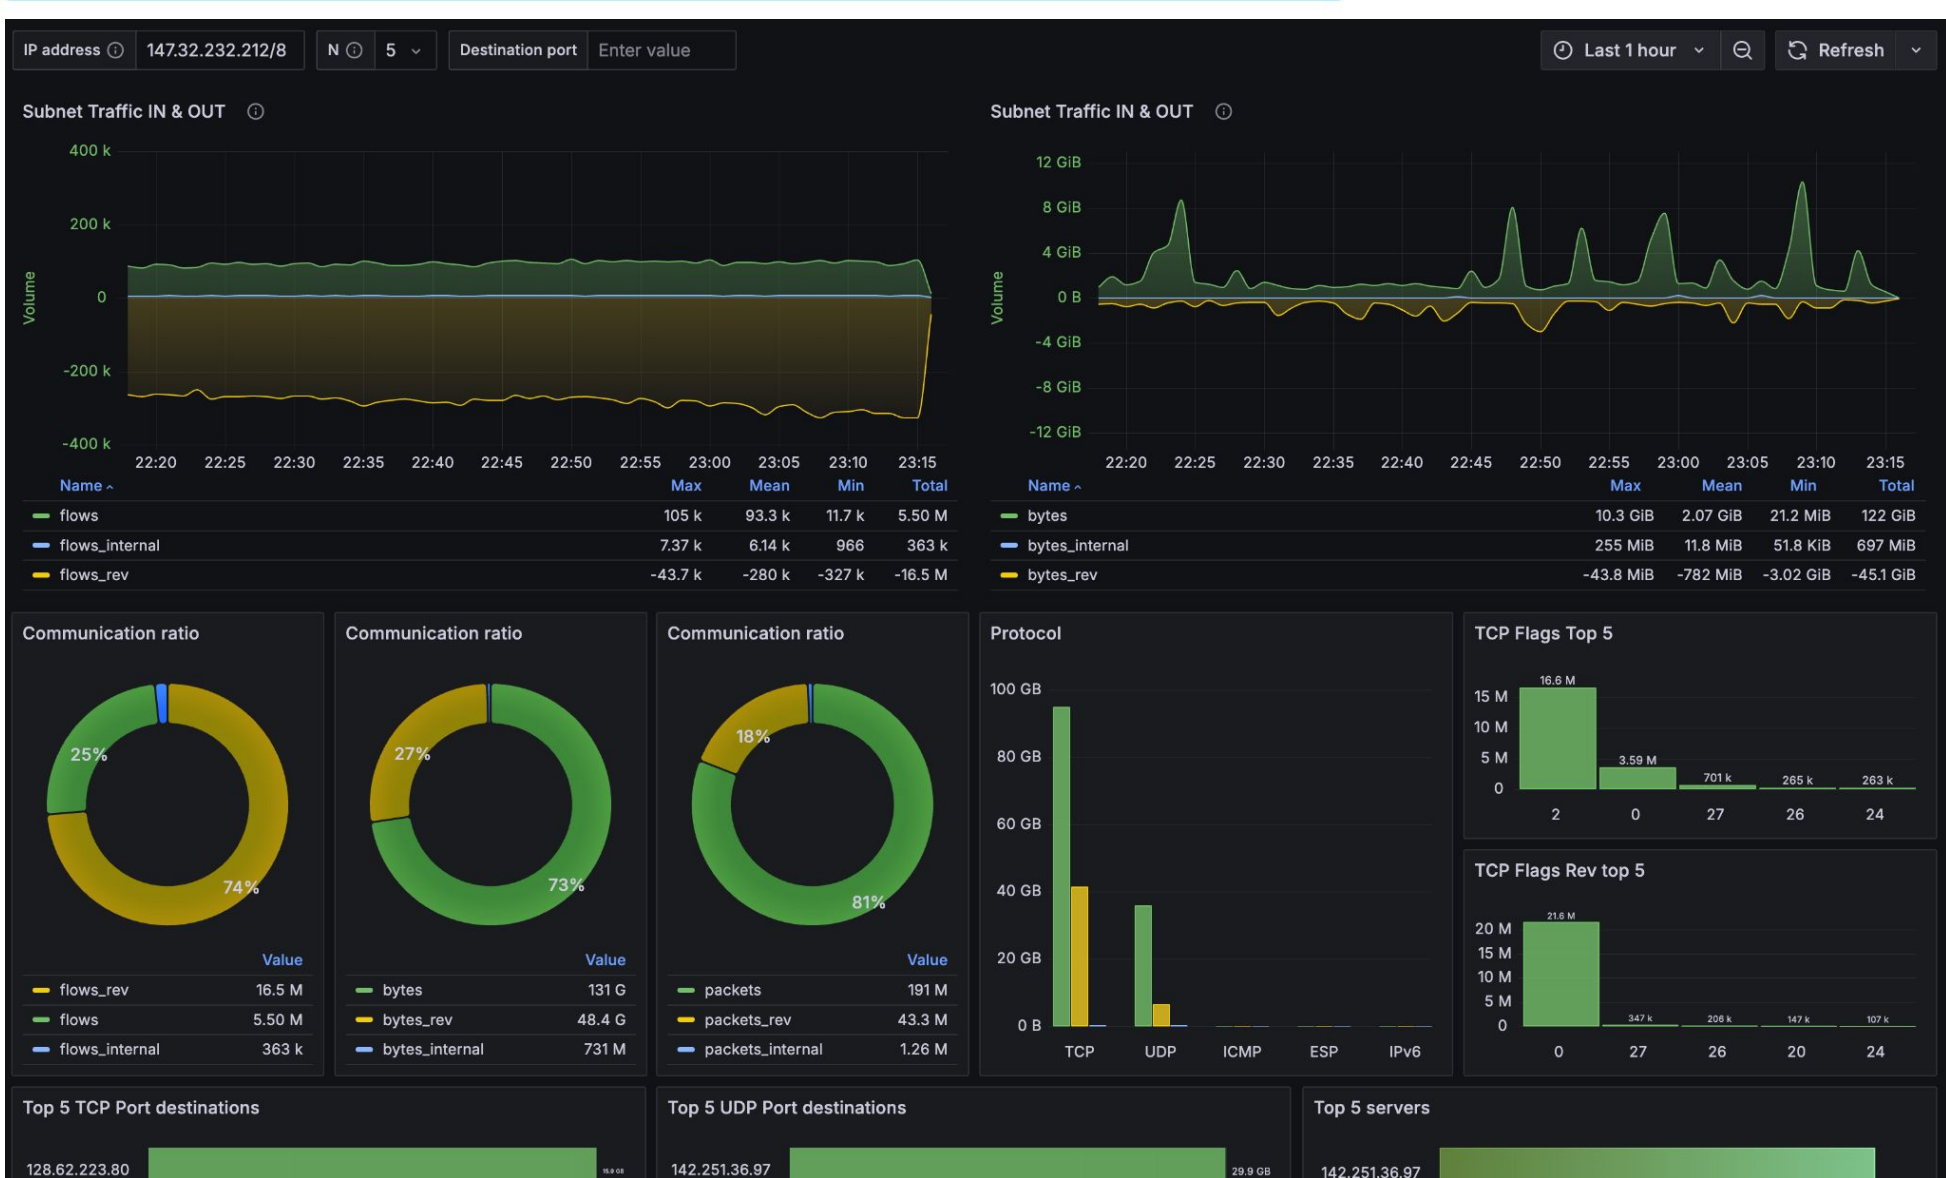 IP address 147.32.232.212/8 N 5 Destination port Enter value Last 1 hour Refresh
Subnet Traffic IN & OUT
400 k
200 k
0
-200 k
-400 k
Volume
22:20 22:25 22:30 22:35 22:40 22:45 22:50 22:55 23:00 23:05 23:10 23:15
Name Max Mean Min Total
flows 105 k 93.3 k 11.7 k 5.50 M
flows_internal 7.37 k 6.14 k 966 363 k
flows_rev -43.7 k -280 k -327 k -16.5 M
Subnet Traffic IN & OUT
12 GiB
8 GiB
4 GiB
0 B
-4 GiB
-8 GiB
-12 GiB
Volume
22:20 22:25 22:30 22:35 22:40 22:45 22:50 22:55 23:00 23:05 23:10 23:15
Name Max Mean Min Total
bytes 10.3 GiB 2.07 GiB 21.2 MiB 122 GiB
bytes_internal 255 MiB 11.8 MiB 51.8 KiB 697 MiB
bytes_rev -43.8 MiB -782 MiB -3.02 GiB -45.1 GiB
Communication ratio
25%
74%
Value
flows_rev 16.5 M
flows 5.50 M
flows_internal 363 k
Communication ratio
27%
73%
Value
bytes 131 G
bytes_rev 48.4 G
bytes_internal 731 M
Communication ratio
18%
81%
Value
packets 191 M
packets_rev 43.3 M
packets_internal 1.26 M
Protocol
100 GB
80 GB
60 GB
40 GB
20 GB
0 B
TCP UDP ICMP ESP IPv6
TCP Flags Top 5
16.6 M
15 M
10 M
5 M 3.59 M
701 k 265 k 263 k
0
2 0 27 26 24
TCP Flags Rev top 5
21.6 M
20 M
15 M
10 M
5 M
347 k 206 k 147 k 107 k
0
0 27 26 20 24
Top 5 TCP Port destinations
128.62.223.80
Top 5 UDP Port destinations
142.251.36.97 29.9 GB
Top 5 servers
142.251.36.97